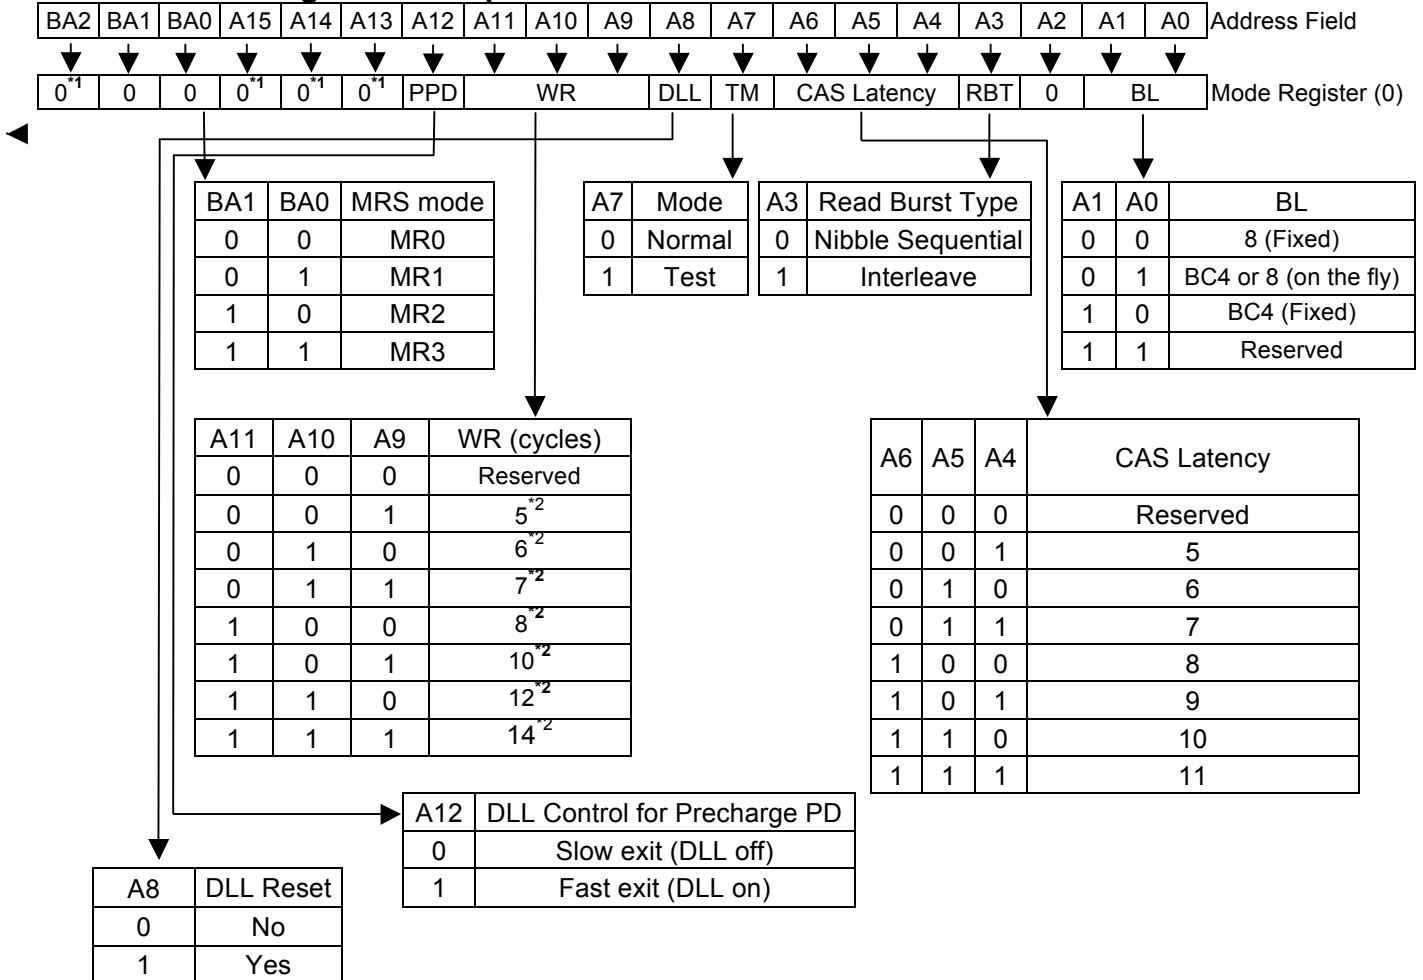 BA2 BA1 BA0 A15 A14 A13 A12 A11 A10 A9 A8 A7 A6 A5 A4 A3 A2 A1 A0 Address Field
0*1 0 0 0*1 0*1 0*1 PPD WR DLL TM CAS Latency RBT 0 BL Mode Register (0)
BA1 BA0 MRS mode
0 0 MR0
0 1 MR1
1 0 MR2
1 1 MR3
A7 Mode
0 Normal
1 Test
A3 Read Burst Type
0 Nibble Sequential
1 Interleave
A1 A0 BL
0 0 8 (Fixed)
0 1 BC4 or 8 (on the fly)
1 0 BC4 (Fixed)
1 1 Reserved
A11 A10 A9 WR (cycles)
0 0 0 Reserved
0 0 1 5*2
0 1 0 6*2
0 1 1 7*2
1 0 0 8*2
1 0 1 10*2
1 1 0 12*2
1 1 1 14*2
A6 A5 A4 CAS Latency
0 0 0 Reserved
0 0 1 5
0 1 0 6
0 1 1 7
1 0 0 8
1 0 1 9
1 1 0 10
1 1 1 11
A12 DLL Control for Precharge PD
0 Slow exit (DLL off)
1 Fast exit (DLL on)
A8 DLL Reset
0 No
1 Yes